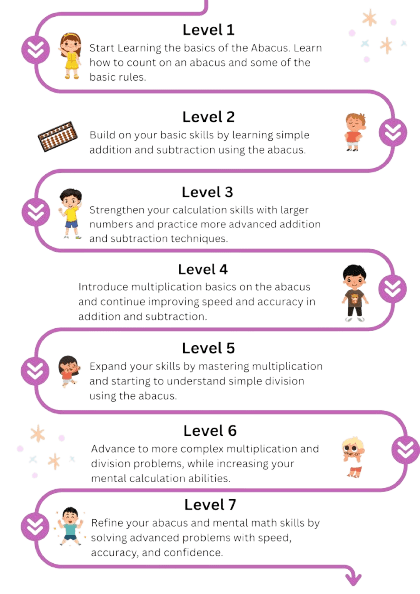 Level 1
Start Learning the basics of the Abacus. Learn
how to count on an abacus and some of the
basic rules.
Level 2
Build on your basic skills by learning simple
addition and subtraction using the abacus.
Level 3
Strengthen your calculation skills with larger
numbers and practice more advanced addition
and subtraction techniques.
Level 4
Introduce multiplication basics on the abacus
and continue improving speed and accuracy in
addition and subtraction.
Level 5
Expand your skills by mastering multiplication
and starting to understand simple division
using the abacus.
Level 6
Advance to more complex multiplication and
division problems, while increasing your
mental calculation abilities.
Level 7
Refine your abacus and mental math skills by
solving advanced problems with speed,
accuracy, and confidence.